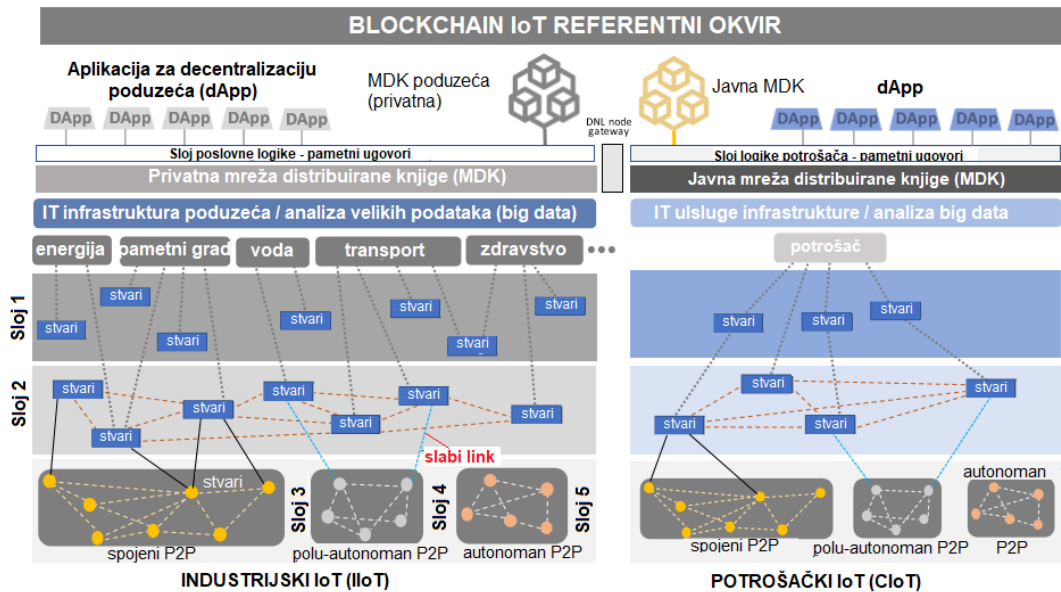 BLOCKCHAIN IoT REFERENTNI OKVIR
Aplikacija za decentralizaciju
poduzeća (dApp)
MDK poduzeća
(privatna)
Javna MDK
dApp
DApp DApp DApp DApp DApp
DNL node
gateway
DApp DApp DApp DApp DApp
Sloj poslovne logike - pametni ugovori
Sloj logike potrošača - pametni ugovori
Privatna mreža distribuirane knjige (MDK)
Javna mreža distribuirane knjige (MDK)
IT infrastruktura poduzeća / analiza velikih podataka (big data)
IT ulsluge infrastrukture / analiza big data
energija pametni grad voda transport zdravstvo
potrošač
Sloj 1
stvari
stvari
stvari
stvari
stvari
stvari
stvari
stvari
stvari
stvari
stvari
Sloj 2
stvari
stvari
stvari
stvari
stvari
stvari
stvari
slabi link
stvari
stvari
stvari
stvari
stvari
Sloj 3
Sloj 4
Sloj 5
autonoman
spojeni P2P
polu-autonoman P2P
autonoman P2P
spojeni P2P
polu-autonoman P2P
P2P
INDUSTRIJSKI IoT (IIoT)
POTROŠAČKI IoT (CIoT)